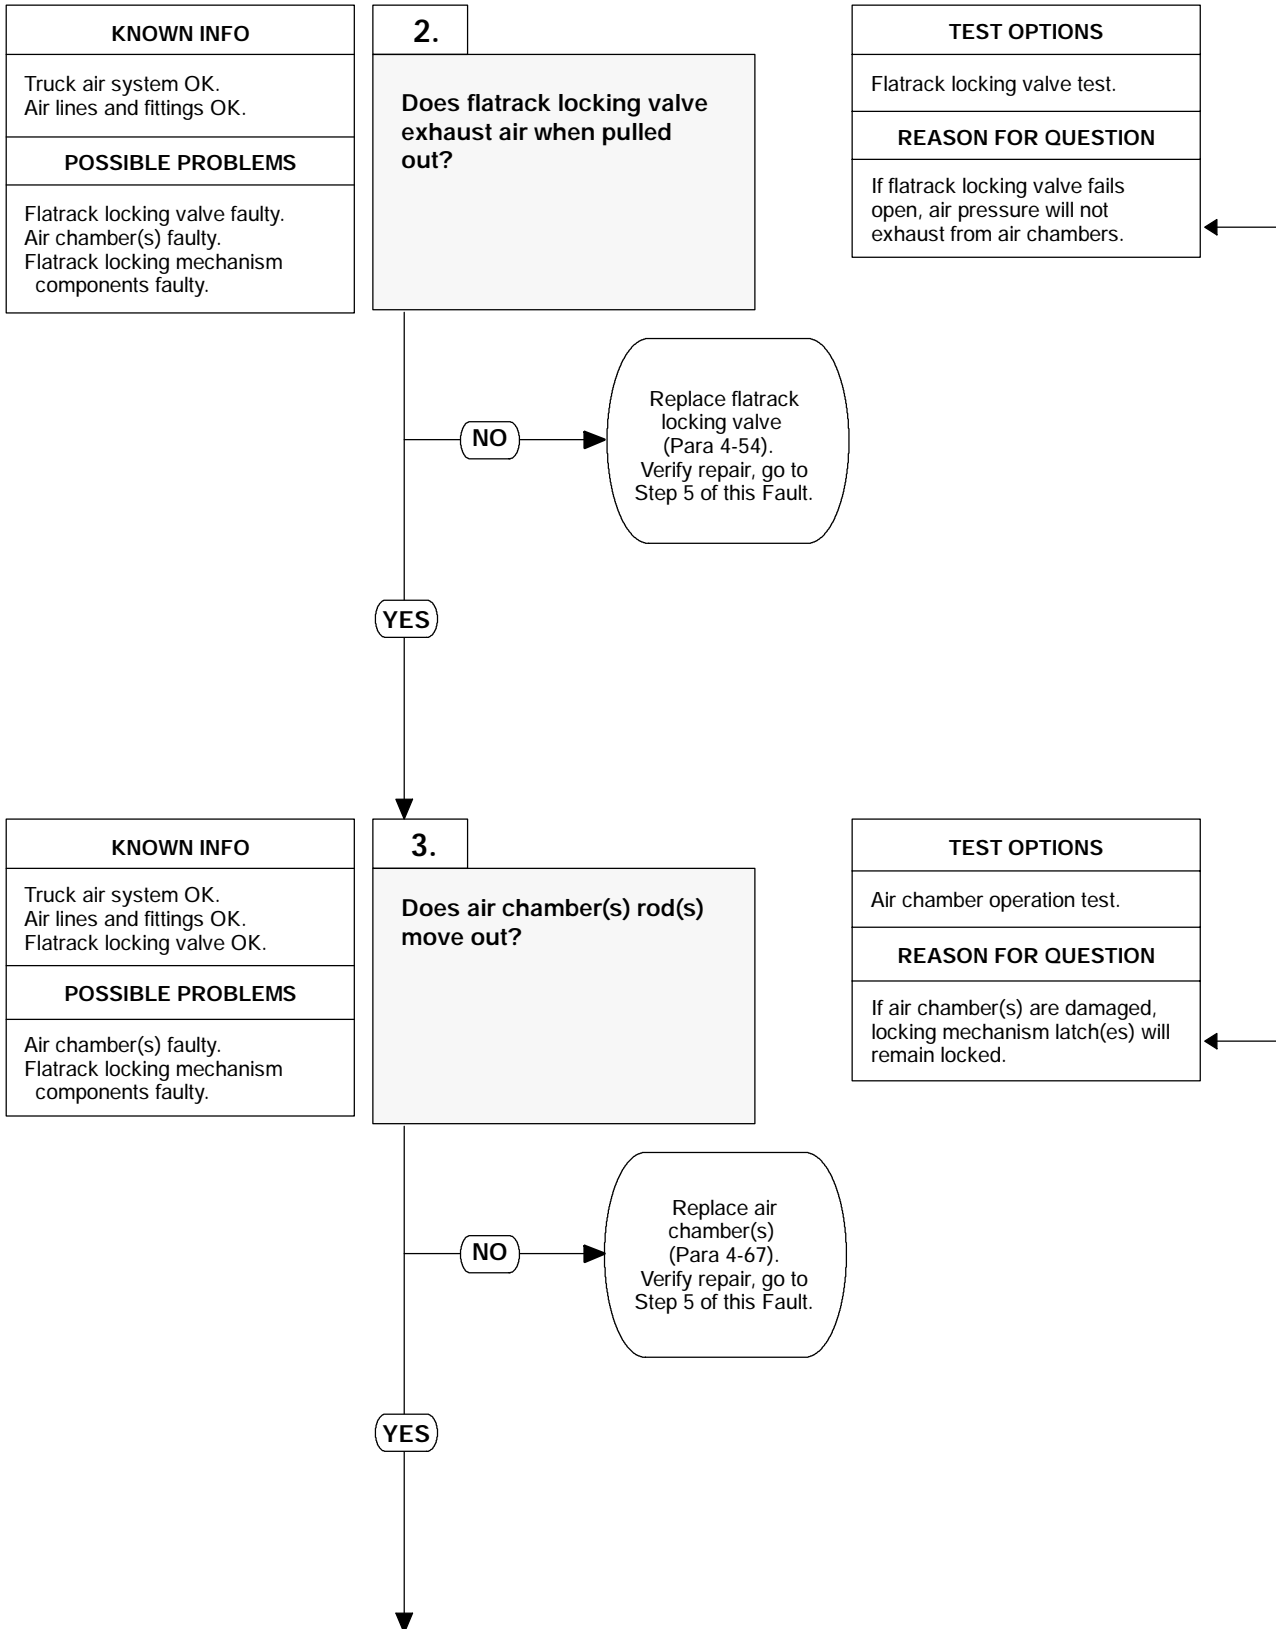 KNOWN INFO
Truck air system OK.
Air lines and fittings OK.
POSSIBLE PROBLEMS
Flatrack locking valve faulty.
Air chamber(s) faulty.
Flatrack locking mechanism
components faulty.
2.
Does flatrack locking valve
exhaust air when pulled
out?
TEST OPTIONS
Flatrack locking valve test.
REASON FOR QUESTION
If flatrack locking valve fails
open, air pressure will not
exhaust from air chambers.
NO
Replace flatrack
locking valve
(Para 4-54).
Verify repair, go to
Step 5 of this Fault.
YES
KNOWN INFO
Truck air system OK.
Air lines and fittings OK.
Flatrack locking valve OK.
POSSIBLE PROBLEMS
Air chamber(s) faulty.
Flatrack locking mechanism
components faulty.
3.
Does air chamber(s) rod(s)
move out?
TEST OPTIONS
Air chamber operation test.
REASON FOR QUESTION
If air chamber(s) are damaged,
locking mechanism latch(es) will
remain locked.
NO
Replace air
chamber(s)
(Para 4-67).
Verify repair, go to
Step 5 of this Fault.
YES